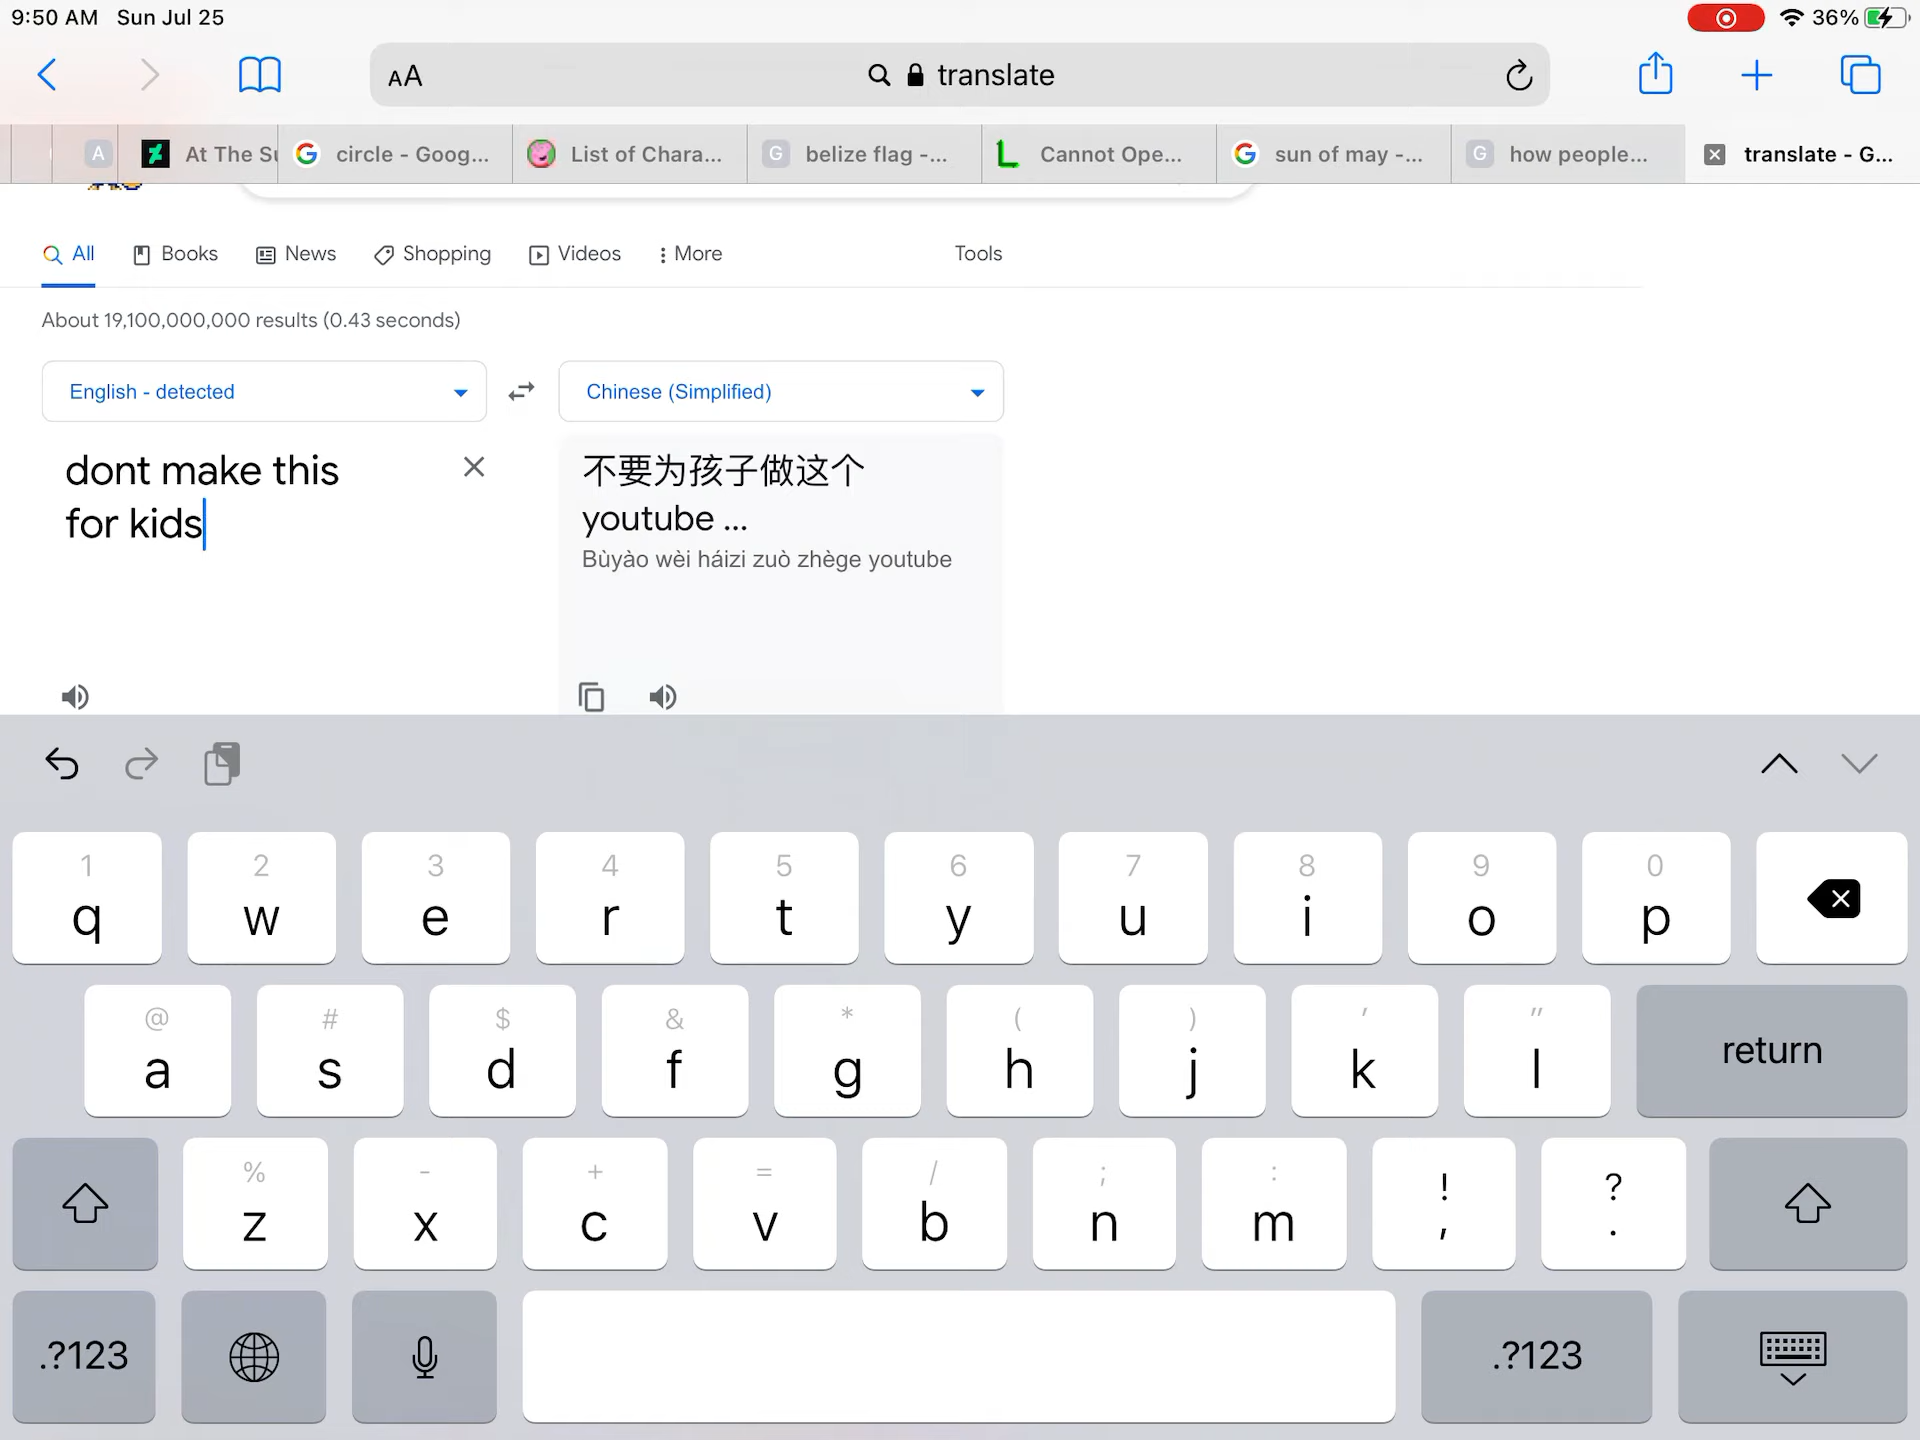 9:50 AM Sun Jul 25
36%
AA
translate
A
At The Su
circle - Goog...
List of Chara...
G
belize flag -...
Cannot Ope...
sun of may -...
G
how people...
translate - G...
All
Books
News
Shopping
Videos
More
Tools
About 19,100,000,000 results (0.43 seconds)
English - detected
Chinese (Simplified)
dont make this
for kids
不要为孩子做这个
youtube ...
Bùyào wèi háizi zuò zhège youtube
1 2 3 4 5 6 7 8 9 0
q w e r t y u i o p
@ # $ & * ( ) ' "
a s d f g h j k l
return
% - + = / ; : ! ?
z x c v b n m , .
.?123
.?123